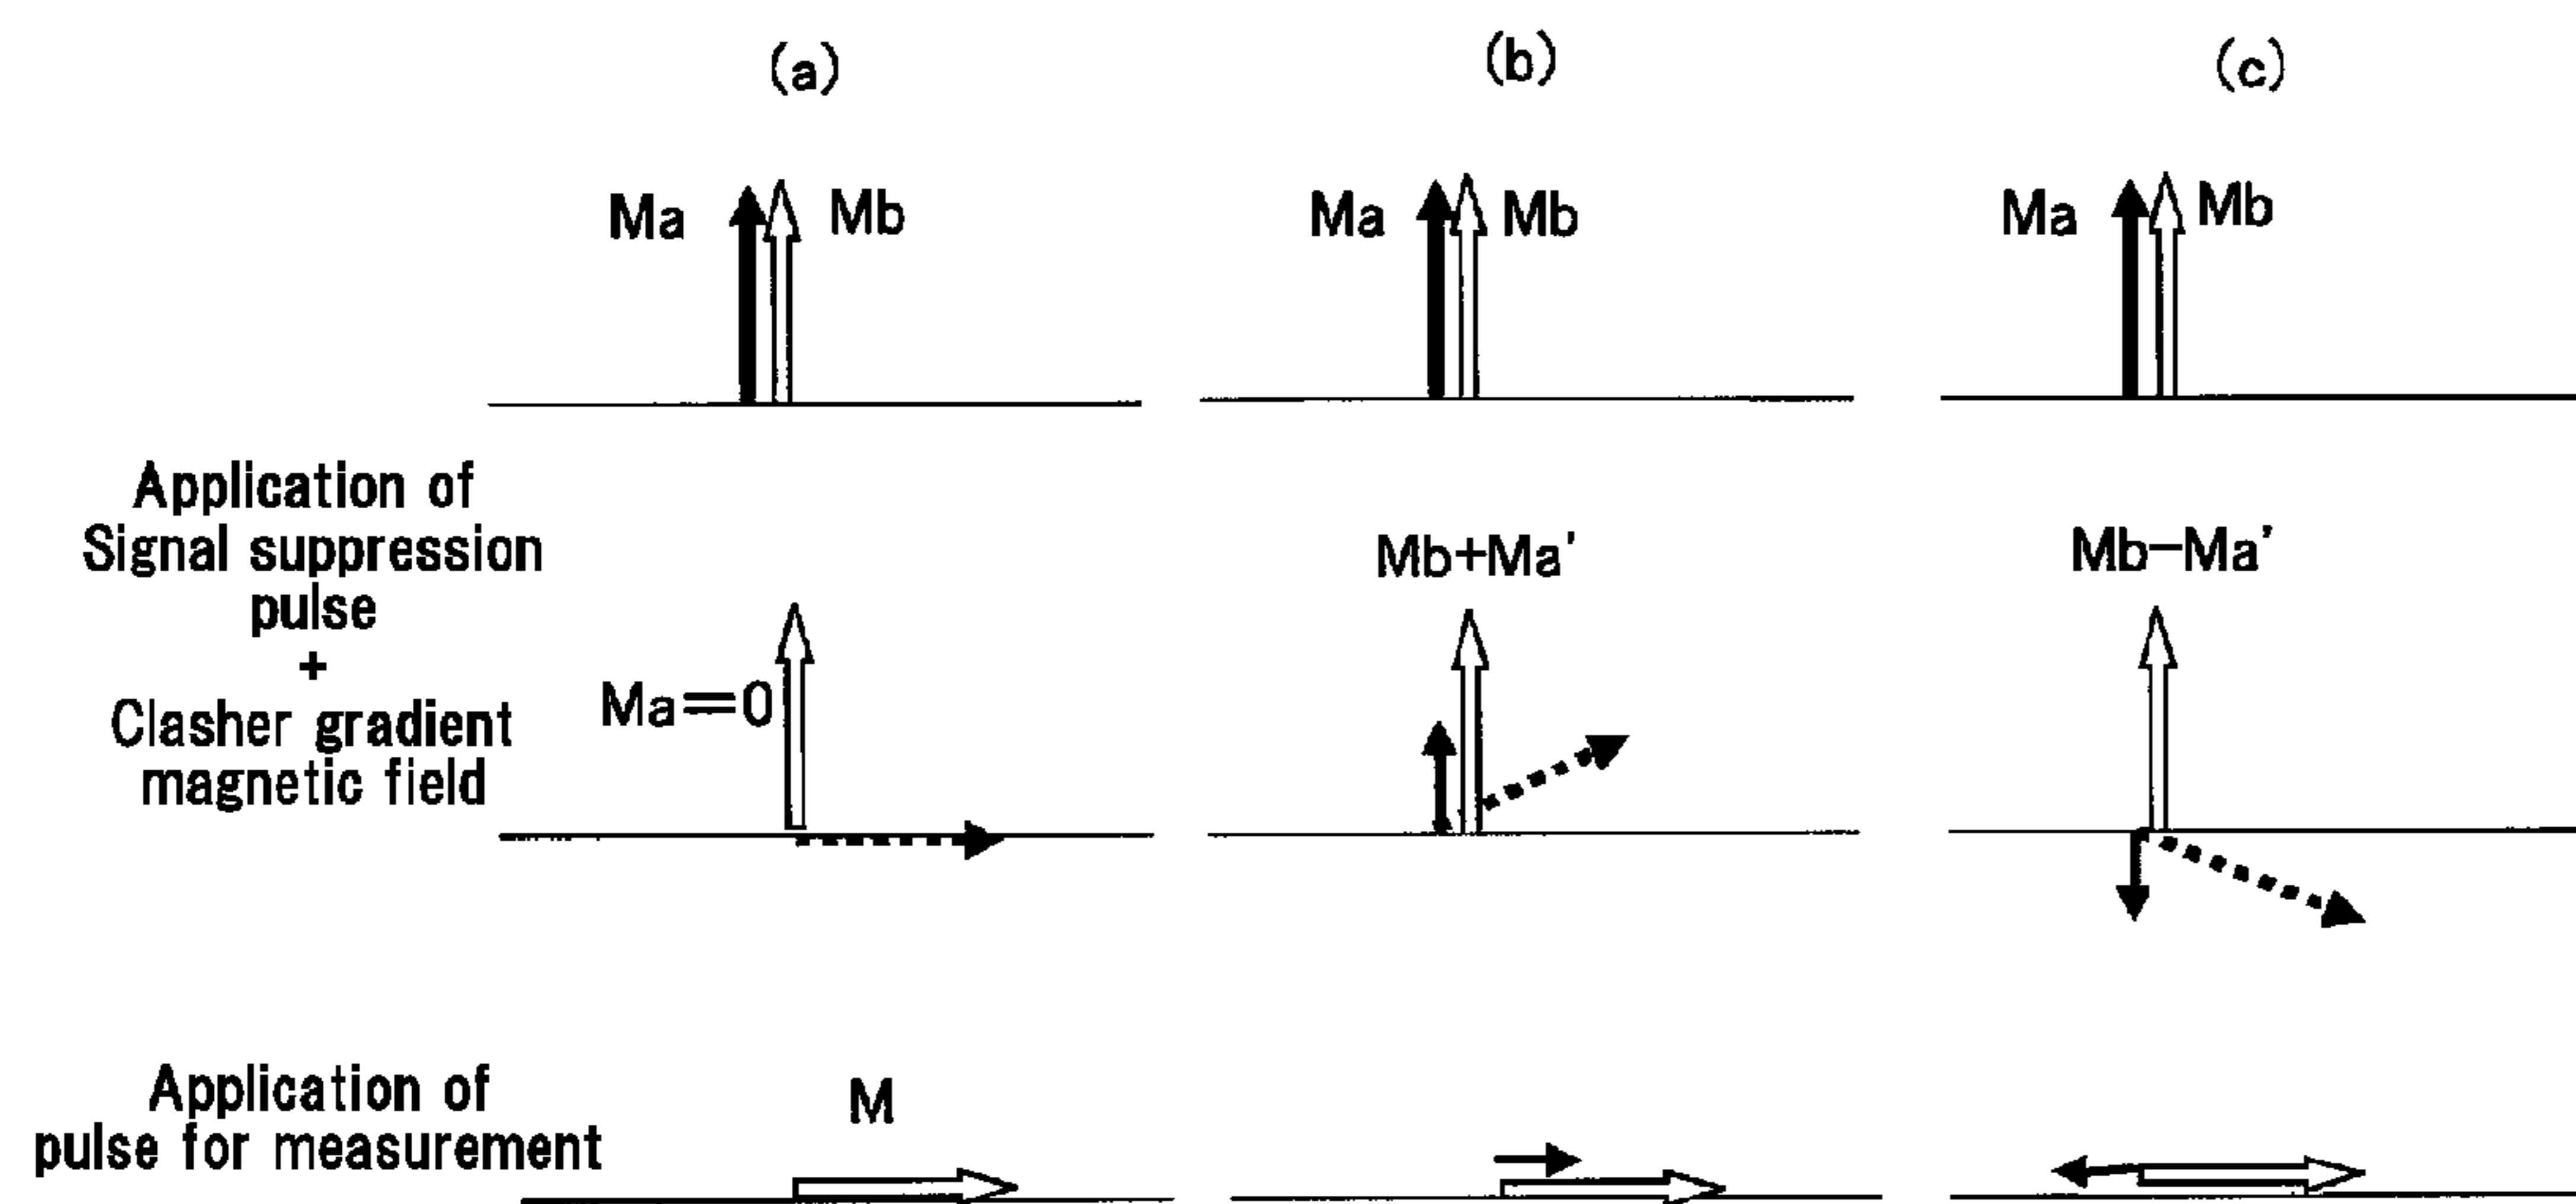 (a) (b) (c)
Ma Mb Ma Mb Ma Mb
Application of
Signal suppression
pulse
+
Clasher gradient
magnetic field
Mb+Ma' Mb−Ma'
Ma=0
Application of
pulse for measurement
M